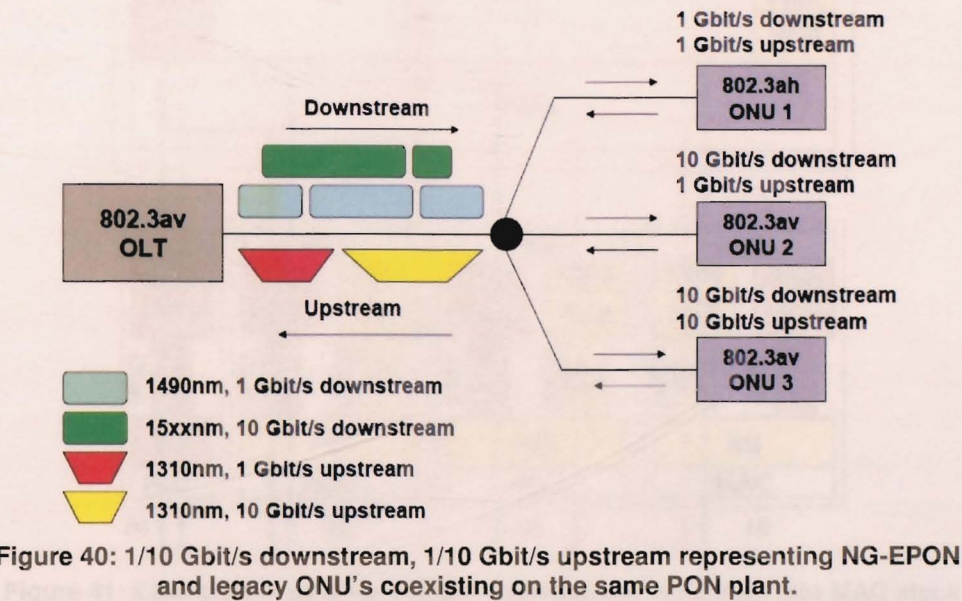 1 Gbit/s downstream
1 Gbit/s upstream
802.3ah
ONU 1
Downstream
10 Gbit/s downstream
1 Gbit/s upstream
802.3av
OLT
802.3av
ONU 2
10 Gbit/s downstream
10 Gbit/s upstream
Upstream
802.3av
ONU 3
1490nm, 1 Gbit/s downstream
15xxnm, 10 Gbit/s downstream
1310nm, 1 Gbit/s upstream
1310nm, 10 Gbit/s upstream
Figure 40: 1/10 Gbit/s downstream, 1/10 Gbit/s upstream representing NG-EPON
and legacy ONU's coexisting on the same PON plant.